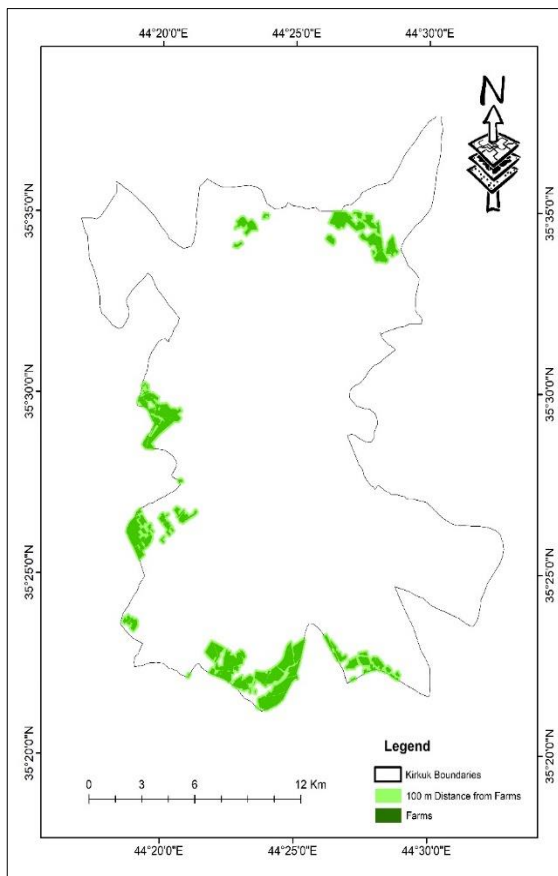 44°20'0"E 44°25'0"E 44°30'0"E
N
35°35'0"N 35°35'0"N
35°30'0"N 35°30'0"N
35°25'0"N 35°25'0"N
35°20'0"N 35°20'0"N
Legend
Kirkuk Boundaries
100 m Distance from Farms
Farms
0 3 6 12 Km
44°20'0"E 44°25'0"E 44°30'0"E